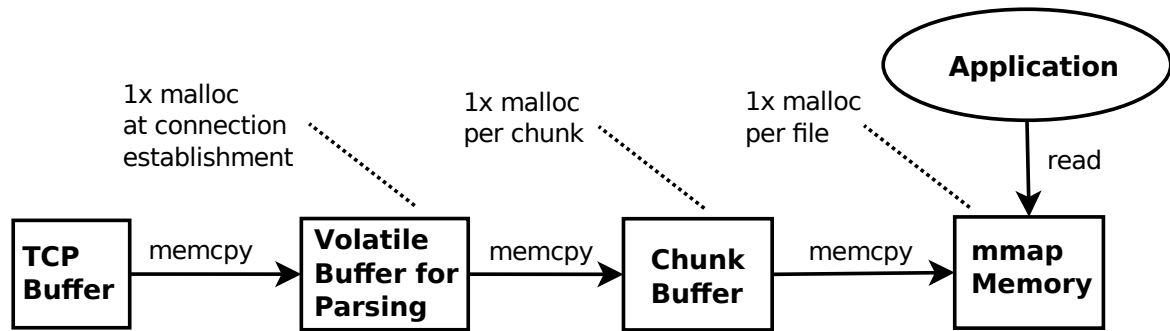 Application
1x malloc
at connection
establishment
1x malloc
per chunk
1x malloc
per file
read
TCP
Buffer
memcpy
Volatile
Buffer for
Parsing
memcpy
Chunk
Buffer
memcpy
mmap
Memory